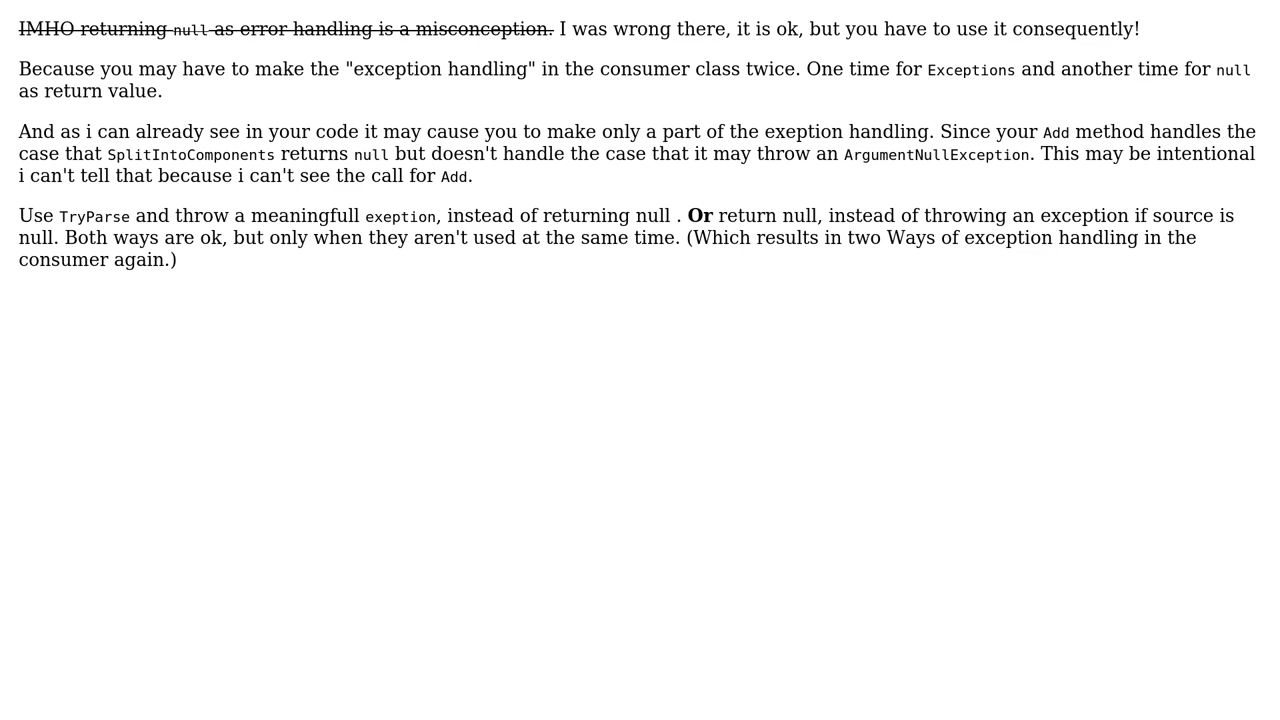 IMHO returning null as error handling is a misconception. I was wrong there, it is ok, but you have to use it consequently!
Because you may have to make the "exception handling" in the consumer class twice. One time for Exceptions and another time for null
as return value.
And as i can already see in your code it may cause you to make only a part of the exeption handling. Since your Add method handles the
case that SplitIntoComponents returns null but doesn't handle the case that it may throw an ArgumentNullException. This may be intentional
i can't tell that because i can't see the call for Add.
Use TryParse and throw a meaningfull exeption, instead of returning null . Or return null, instead of throwing an exception if source is
null. Both ways are ok, but only when they aren't used at the same time. (Which results in two Ways of exception handling in the
consumer again.)